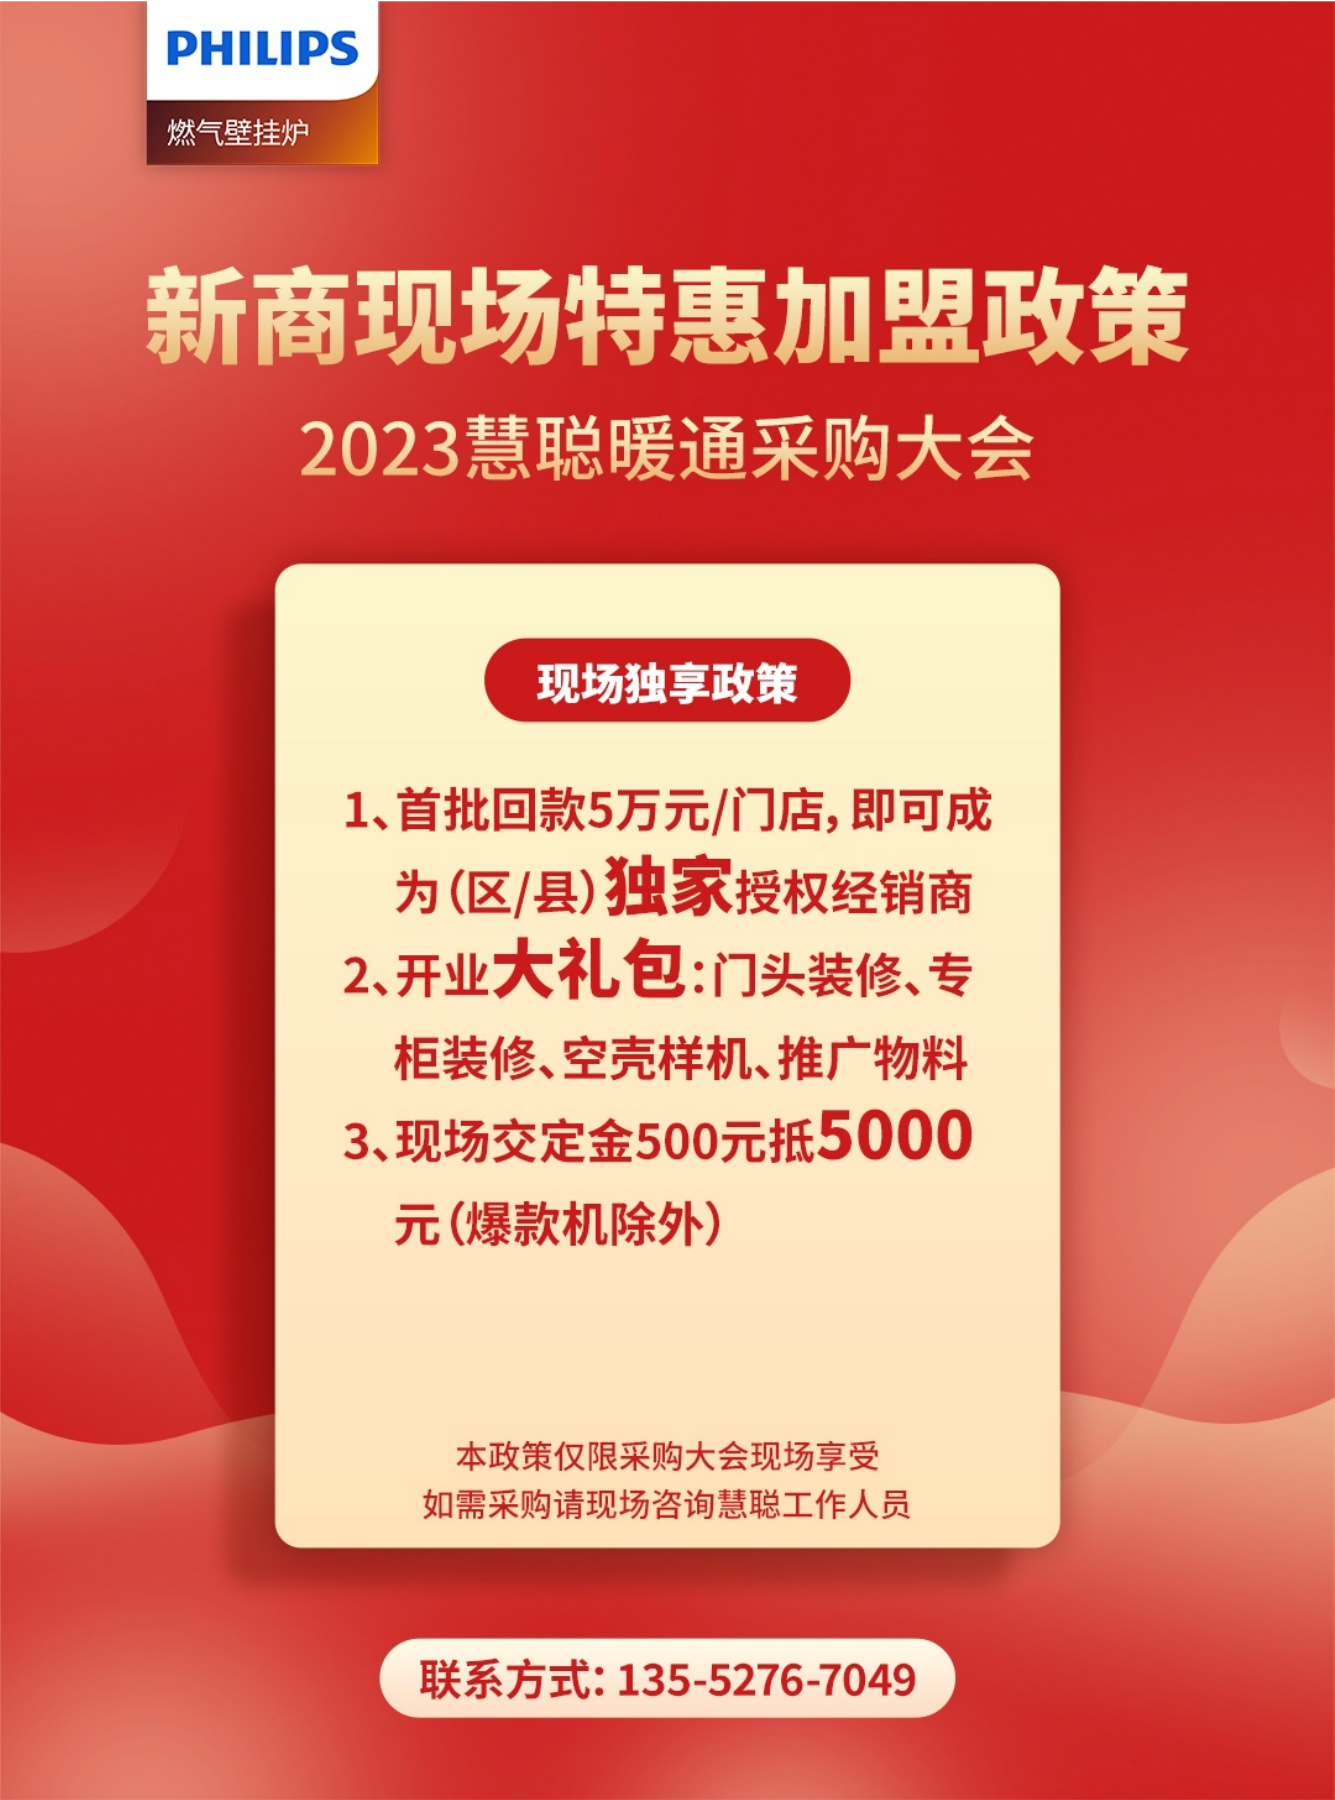 PHILIPS
燃气壁挂炉
新商现场特惠加盟政策
2023慧聪暖通采购大会
现场独享政策
1、首批回款5万元/门店，即可成
为（区/县）独家授权经销商
2、开业大礼包：门头装修、专
柜装修、空壳样机、推广物料
3、现场交定金500元抵5000
元（爆款机除外）
本政策仅限采购大会现场享受
如需采购请现场咨询慧聪工作人员
联系方式：135-5276-7049